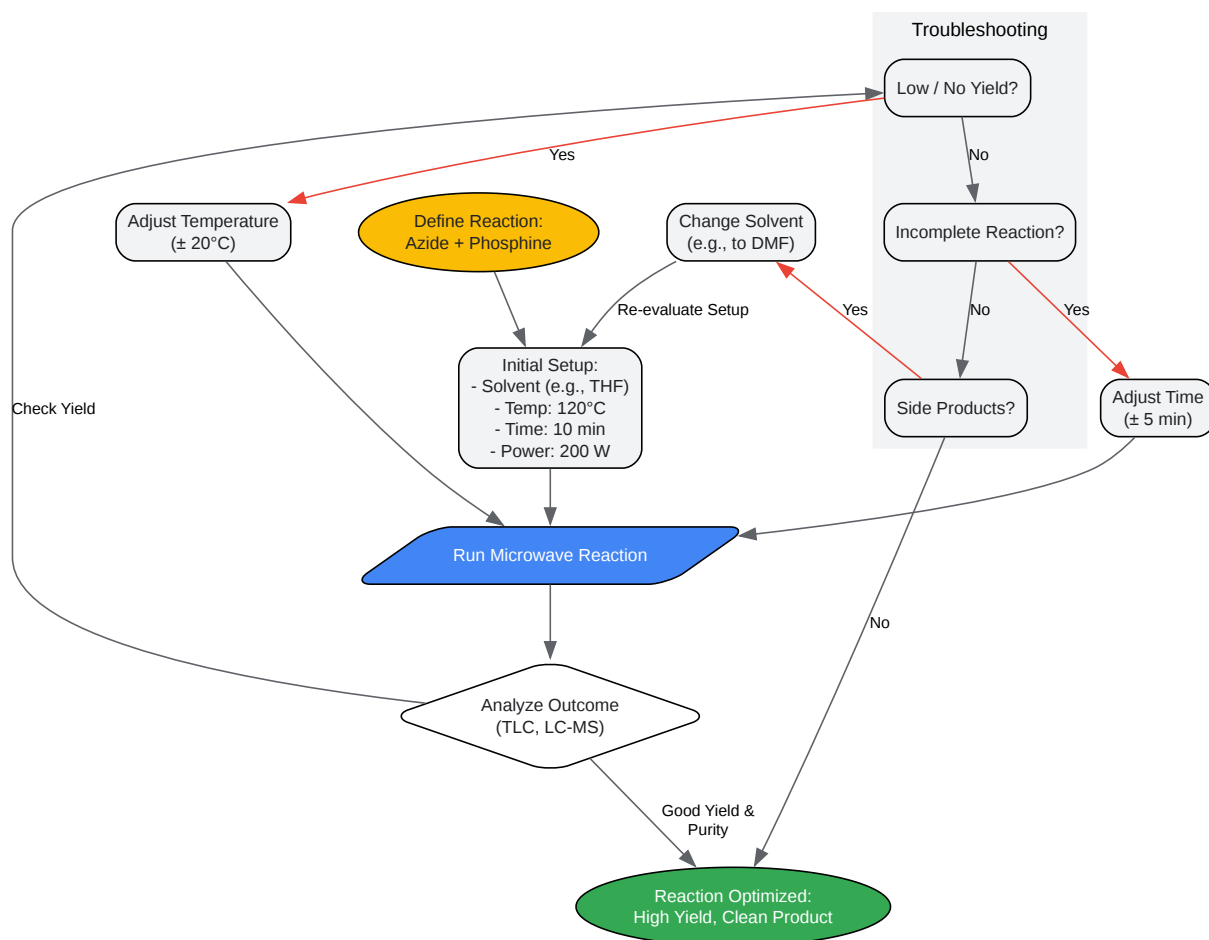 Troubleshooting
Low / No Yield?
Yes
No
Adjust Temperature
(± 20°C)
Define Reaction:
Azide + Phosphine
Change Solvent
(e.g., to DMF)
Incomplete Reaction?
Re-evaluate Setup
Yes
No
Yes
Initial Setup:
- Solvent (e.g., THF)
- Temp: 120°C
- Time: 10 min
- Power: 200 W
Check Yield
Side Products?
Adjust Time
(± 5 min)
Run Microwave Reaction
No
Analyze Outcome
(TLC, LC-MS)
Good Yield &
Purity
Reaction Optimized:
High Yield, Clean Product